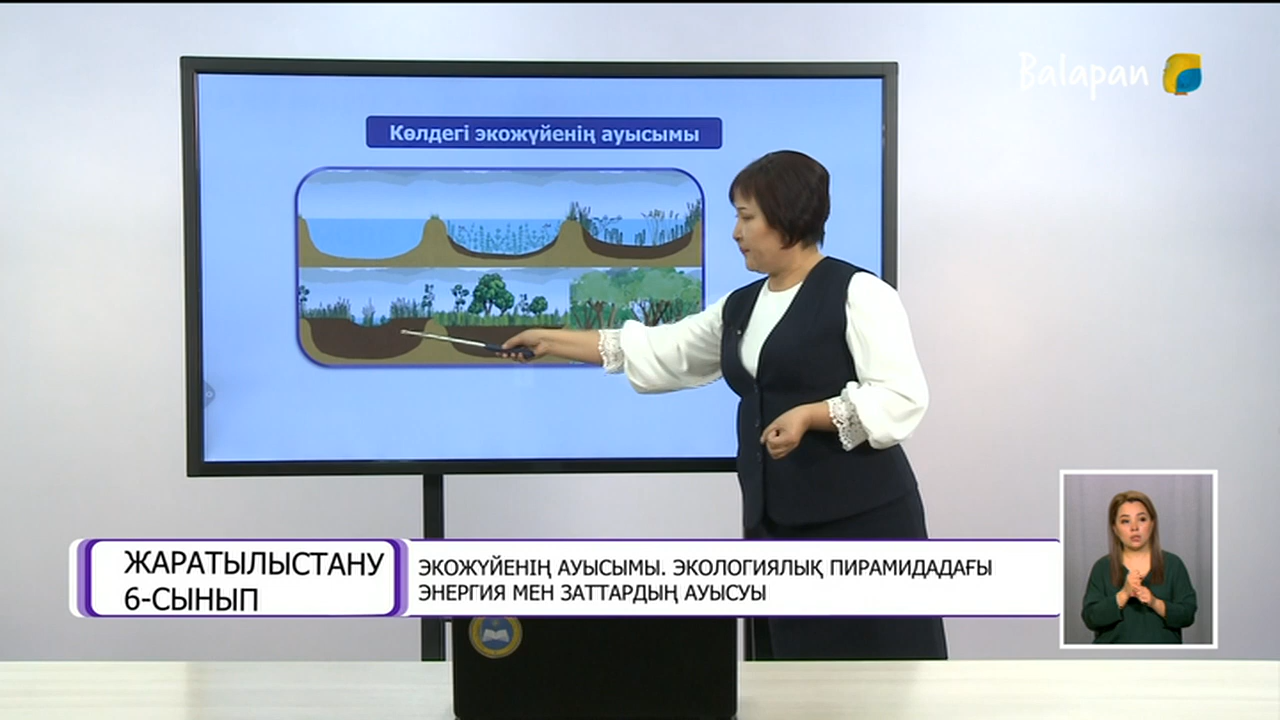 Balapan
Көлдегі экожүйенің ауысымы
ЖАРАТЫЛЫСТАНУ
6-СЫНЫП
ЭКОЖҮЙЕНІҢ АУЫСЫМЫ. ЭКОЛОГИЯЛЫҚ ПИРАМИДАДАҒЫ
ЭНЕРГИЯ МЕН ЗАТТАРДЫҢ АУЫСУЫ